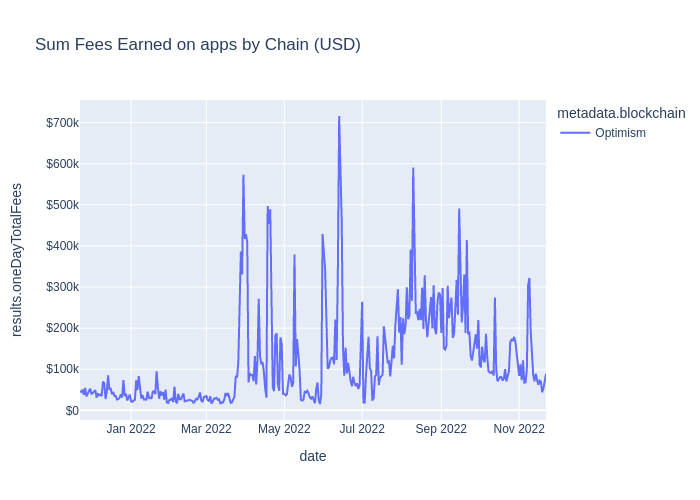 Sum Fees Earned on apps by Chain (USD)
metadata.blockchain
Optimism
results.oneDayTotalFees
$700k
$600k
$500k
$400k
$300k
$200k
$100k
$0
Jan 2022
Mar 2022
May 2022
Jul 2022
Sep 2022
Nov 2022
date